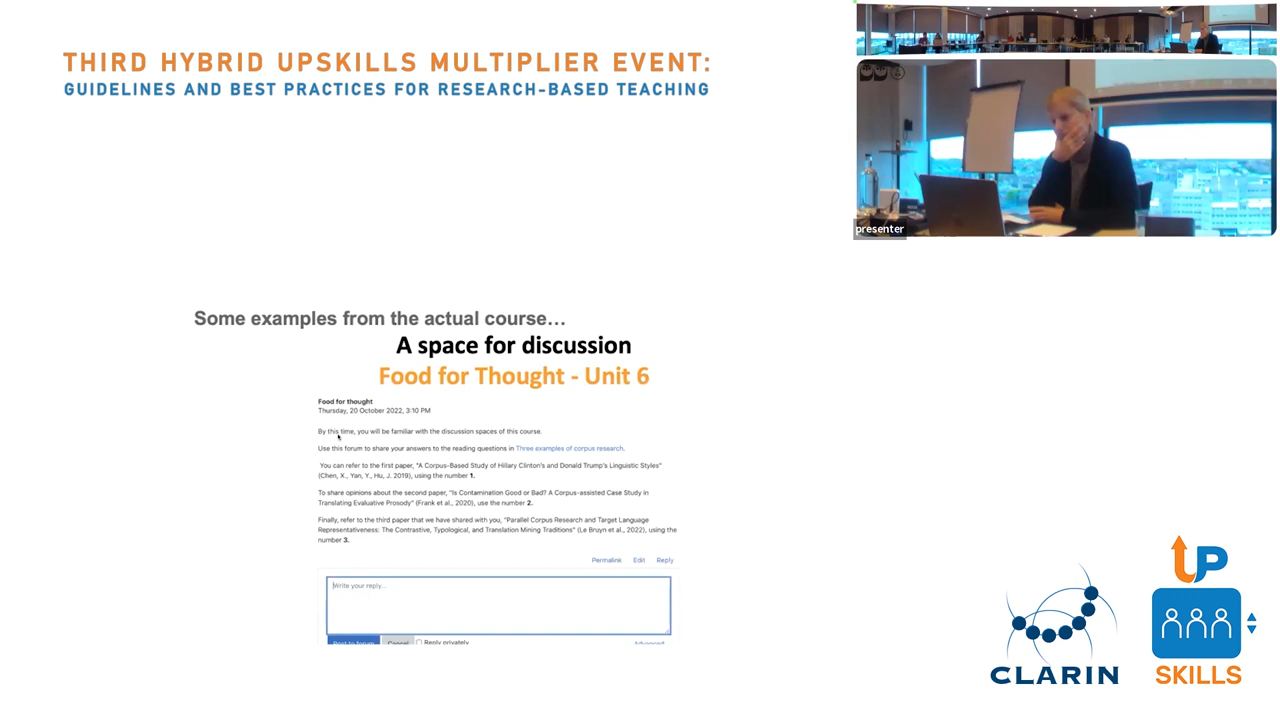 THIRD HYBRID UPSKILLS MULTIPLIER EVENT:
GUIDELINES AND BEST PRACTICES FOR RESEARCH-BASED TEACHING
presenter
Some examples from the actual course...
A space for discussion
Food for Thought - Unit 6
Food for thought
Thursday, 20 October 2022, 3:10 PM
By this time, you will be familiar with the discussion spaces of this course.
Use this forum to share your answers to the reading questions in Three examples of corpus research.
You can refer to the first paper, "A Corpus-Based Study of Hillary Clinton's and Donald Trump's Linguistic Styles"
(Chen, X., Yan, Y., Hu, J. 2019), using the number 1.
To share opinions about the second paper, "Is Contamination Good or Bad? A Corpus-assisted Case Study in
Translating Evaluative Prosody" (Frank et al., 2020), use the number 2.
Finally, refer to the third paper that we have shared with you, "Parallel Corpus Research and Target Language
Representativeness: The Contrastive, Typological, and Translation Mining Traditions" (Le Bruyn et al., 2022), using the
number 3.
Permalink Edit Reply
Write your reply...
Post to forum Cancel Reply privately Advanced
CLARIN
UP
SKILLS